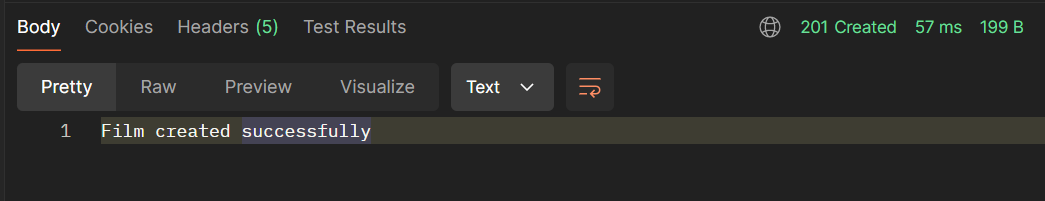 Body Cookies Headers (5) Test Results 201 Created 57 ms 199 B
Pretty Raw Preview Visualize Text
1 Film created successfully